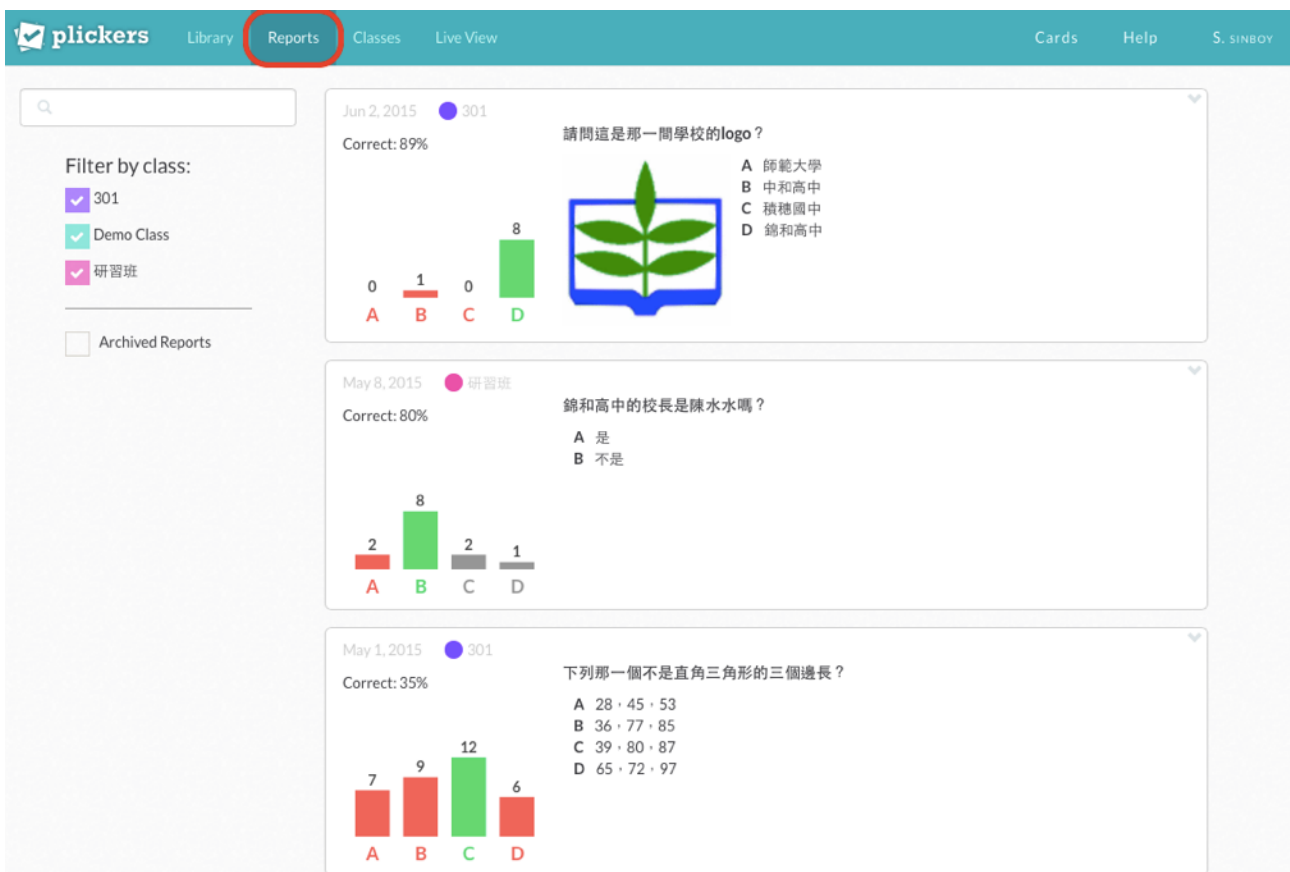 plickers Library Reports Classes Live View Cards Help S. SINBOY
Filter by class:
301
Demo Class
研習班
Archived Reports
Jun 2, 2015 301
Correct: 89%
請問這是那一間學校的logo？
A 師範大學
B 中和高中
C 積穗國中
D 錦和高中
0 1 0 8
A B C D
May 8, 2015 研習班
Correct: 80%
錦和高中的校長是陳水水嗎？
A 是
B 不是
2 8 2 1
A B C D
May 1, 2015 301
Correct: 35%
下列那一個不是直角三角形的三個邊長？
A 28，45，53
B 36，77，85
C 39，80，87
D 65，72，97
7 9 12 6
A B C D